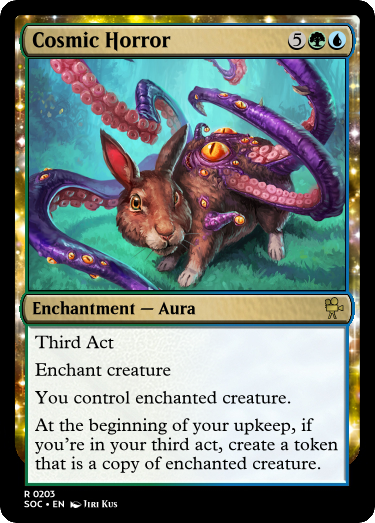 Cosmic Horror 5
Enchantment — Aura
Third Act
Enchant creature
You control enchanted creature.
At the beginning of your upkeep, if
you're in your third act, create a token
that is a copy of enchanted creature.
R 0203
SOC • EN Jiri Kus